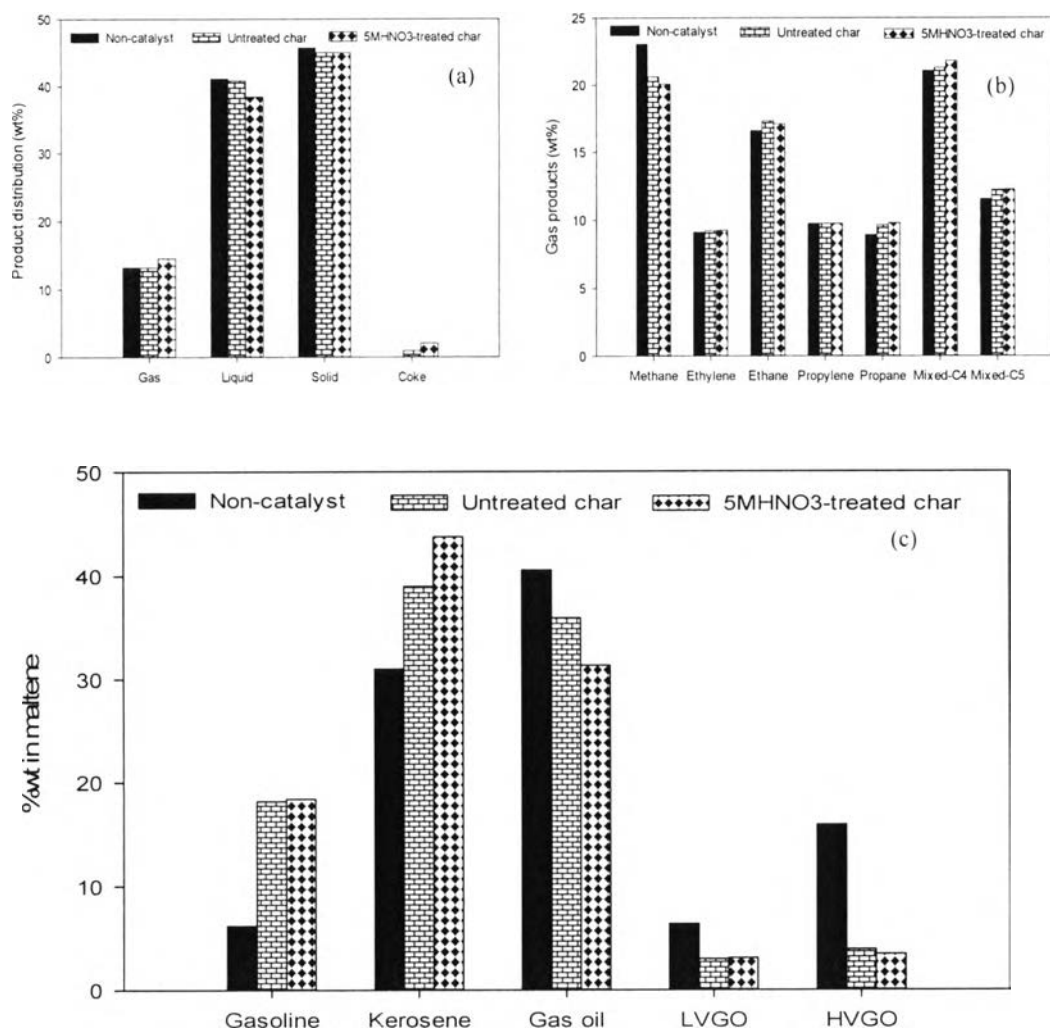 Non-catalyst Untreated char 5MHNO3-treated char
(a)
Product distribution (wt%)
50
40
30
20
10
0
Gas Liquid Solid Coke
Non-catalyst Untreated char 5MHNO3-treated char
(b)
Gas products (wt%)
25
20
15
10
5
0
Methane Ethylene Ethane Propylene Propane Mixed-C4 Mixed-C5
Non-catalyst Untreated char 5MHNO3-treated char
(c)
%wt in maltene
50
40
30
20
10
0
Gasoline Kerosene Gas oil LVGO HVGO